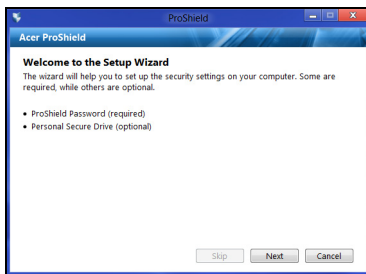 ProShield
Acer ProShield
Welcome to the Setup Wizard
The wizard will help you to set up the security settings on your computer. Some are
required, while others are optional.
• ProShield Password (required)
• Personal Secure Drive (optional)
Skip Next Cancel